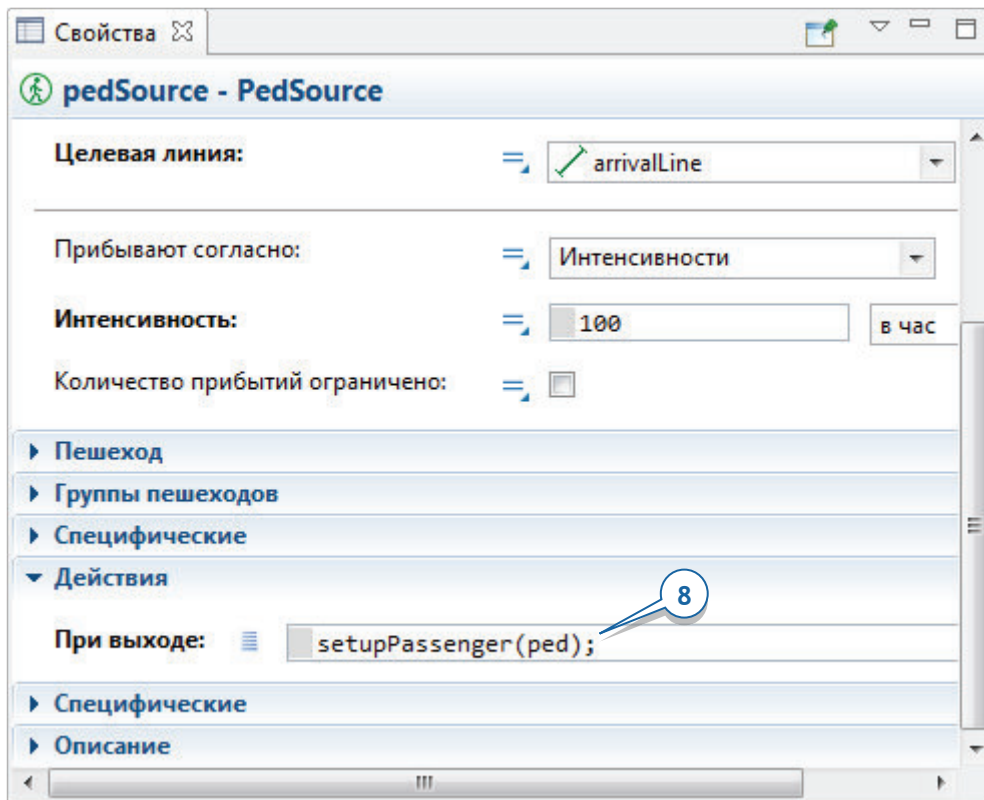 Свойства
pedSource - PedSource
Целевая линия: arrivalLine
Прибывают согласно: Интенсивности
Интенсивность: 100 в час
Количество прибытий ограничено:
Пешеход
Группы пешеходов
Специфические
Действия
8
При выходе: setupPassenger(ped);
Специфические
Описание